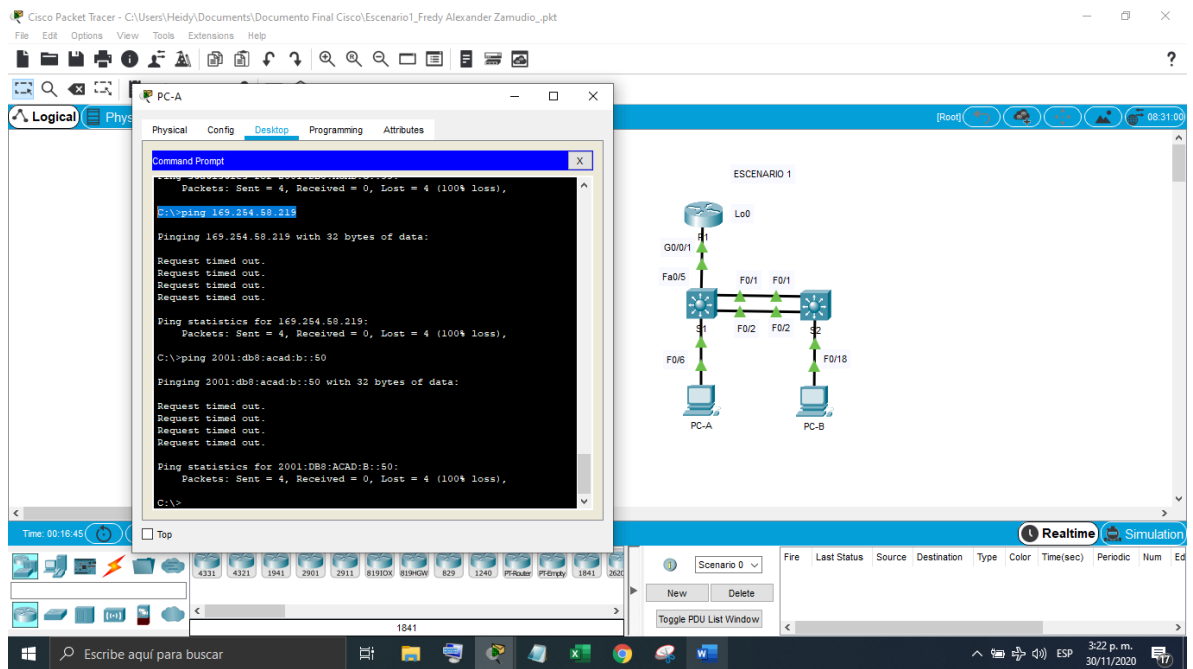 Cisco Packet Tracer - C:\Users\Heidy\Documents\Documento Final Cisco\Escenario1_Fredy Alexander Zamudio_.pkt
File Edit Options View Tools Extensions Help
?
Logical
Phys
[Root]
08:31:00
PC-A
Physical Config Desktop Programming Attributes
Command Prompt
X
Packets: Sent = 4, Received = 0, Lost = 4 (100% loss),
C:\>ping 169.254.58.219
Pinging 169.254.58.219 with 32 bytes of data:
Request timed out.
Request timed out.
Request timed out.
Request timed out.
Ping statistics for 169.254.58.219:
Packets: Sent = 4, Received = 0, Lost = 4 (100% loss),
C:\>ping 2001:db8:acad:b::50
Pinging 2001:db8:acad:b::50 with 32 bytes of data:
Request timed out.
Request timed out.
Request timed out.
Request timed out.
Ping statistics for 2001:DB8:ACAD:B::50:
Packets: Sent = 4, Received = 0, Lost = 4 (100% loss),
C:\>
Top
ESCENARIO 1
Lo0
R1
G0/0/1
Fa0/5
F0/1 F0/1
S1
F0/2 F0/2
S2
F0/6
F0/18
PC-A
PC-B
Time: 00:16:45
Realtime
Simulation
4331 4321 1941 2901 2911 819IOX 819HGW 829 1240 PT-Router PT-Empty 1841 2620
1841
Scenario 0
New Delete
Toggle PDU List Window
Fire Last Status Source Destination Type Color Time(sec) Periodic Num Ed
Escribe aquí para buscar
ESP
3:22 p. m.
30/11/2020
17